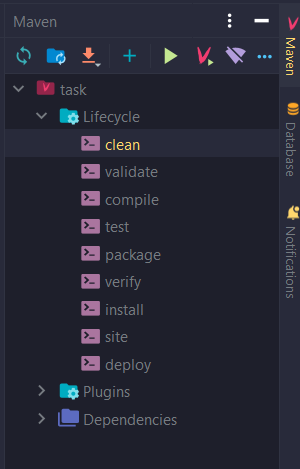 Maven
task
Lifecycle
clean
validate
compile
test
package
verify
install
site
deploy
Plugins
Dependencies
Maven
Database
Notifications